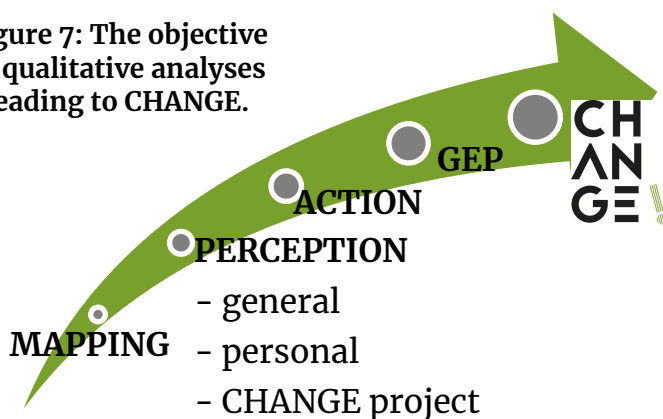 gure 7: The objective
qualitative analyses
eading to CHANGE.
CH
AN
GE!
GEP
ACTION
PERCEPTION
- general
- personal
- CHANGE project
MAPPING